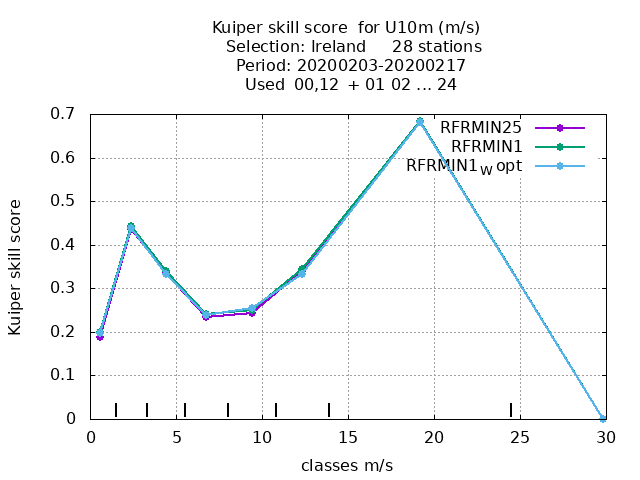 Kuiper skill score  for U10m (m/s)
Selection: Ireland     28 stations
Period: 20200203-20200217
Used  00,12  + 01 02 ... 24
Kuiper skill score
0.7
0.6
0.5
0.4
0.3
0.2
0.1
0
RFRMIN25
RFRMIN1
RFRMIN1W opt
0 5 10 15 20 25 30
classes m/s